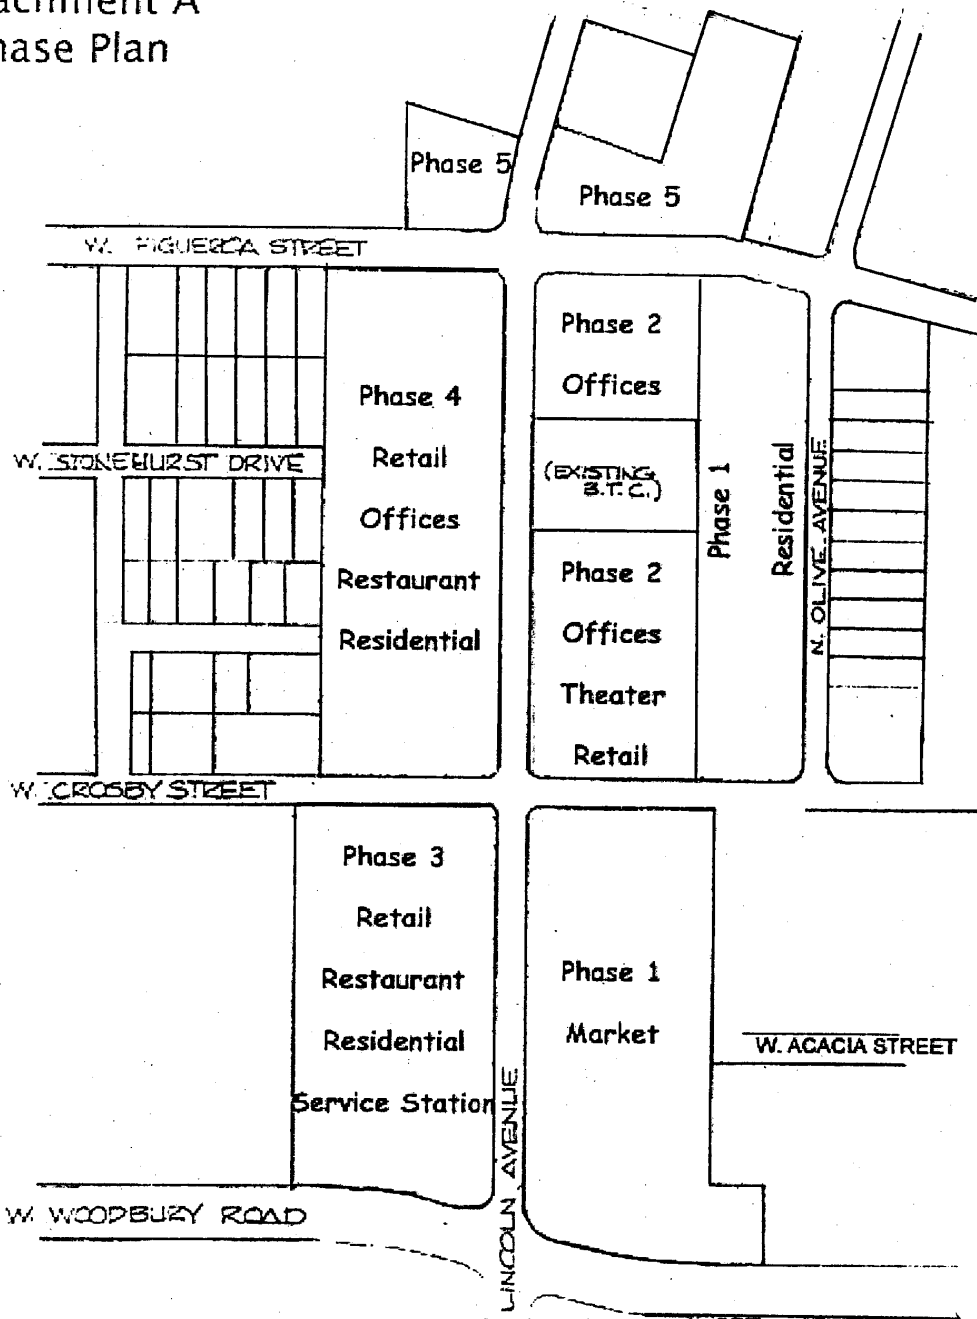 achment A
hase Plan
Phase 5
Phase 5
W. FIGUEROA STREET
Phase 2
Offices
Phase 4
Retail
Offices
Restaurant
Residential
W. STONEHURST DRIVE
(EXISTING
B.T.C.)
Phase 1
Residential
N. OLIVE AVENUE
Phase 2
Offices
Theater
Retail
W. CROSBY STREET
Phase 3
Retail
Restaurant
Residential
Service Station
Phase 1
Market
W. ACACIA STREET
LINCOLN AVENUE
W. WOODBURY ROAD